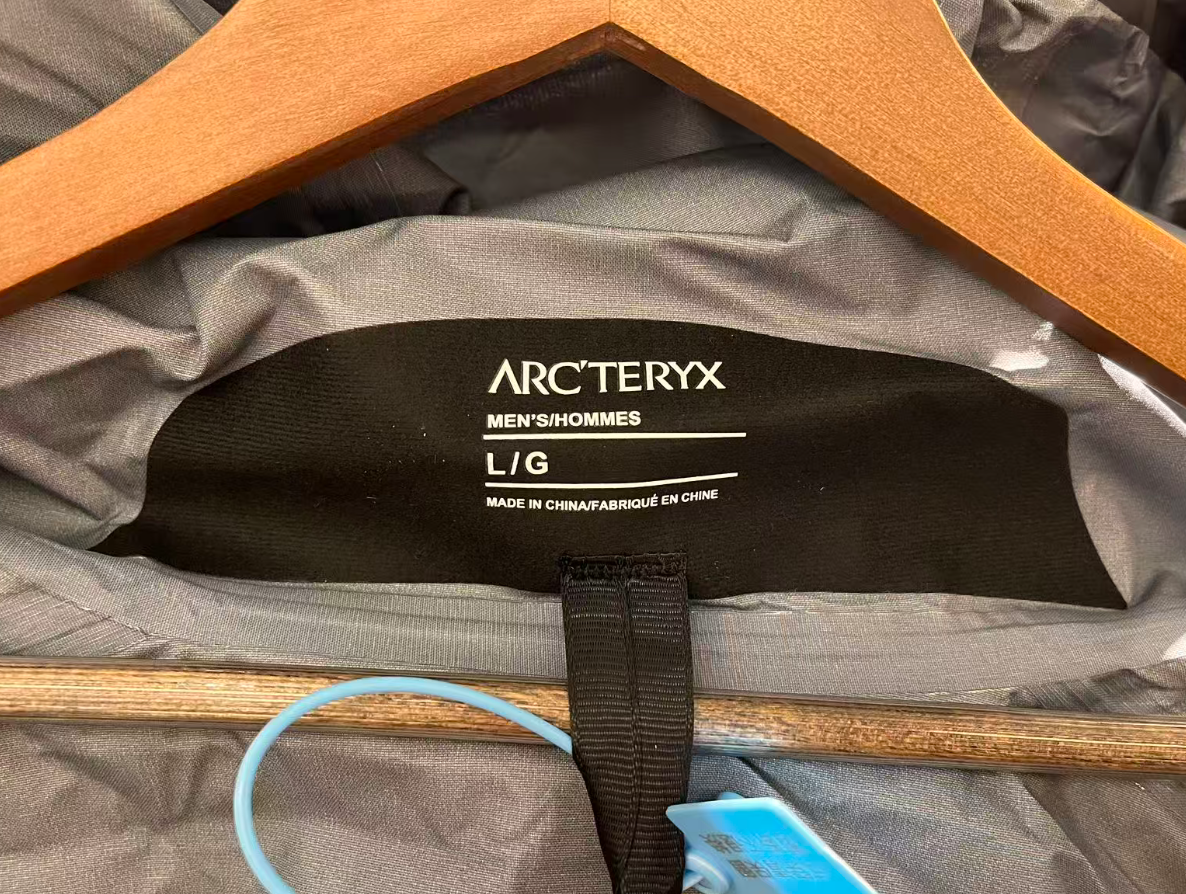 ARC'TERYX
MEN'S/HOMMES
L/G
MADE IN CHINA/FABRIQUÉ EN CHINE